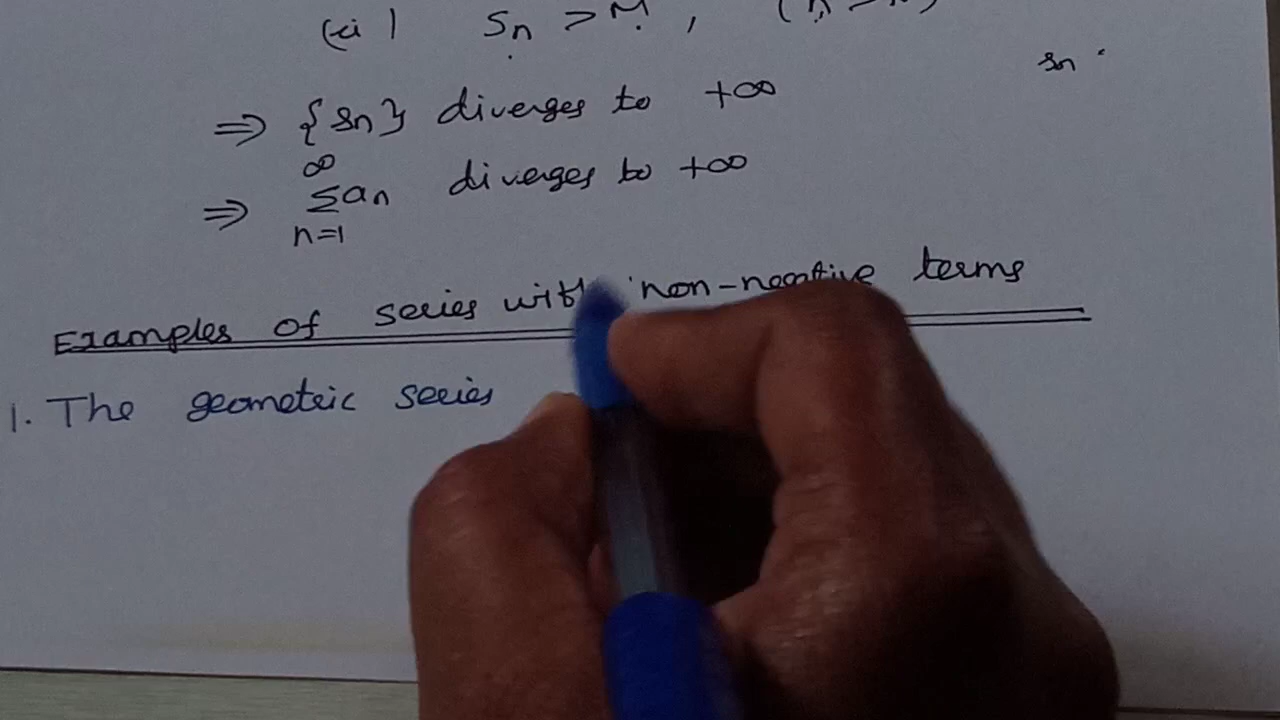 (ii) Sn > M,
sn
⇒ {Sn} diverges to +∞
∞
⇒ Σan diverges to +∞
n=1
Examples of series with non-negative terms
1. The geometric series